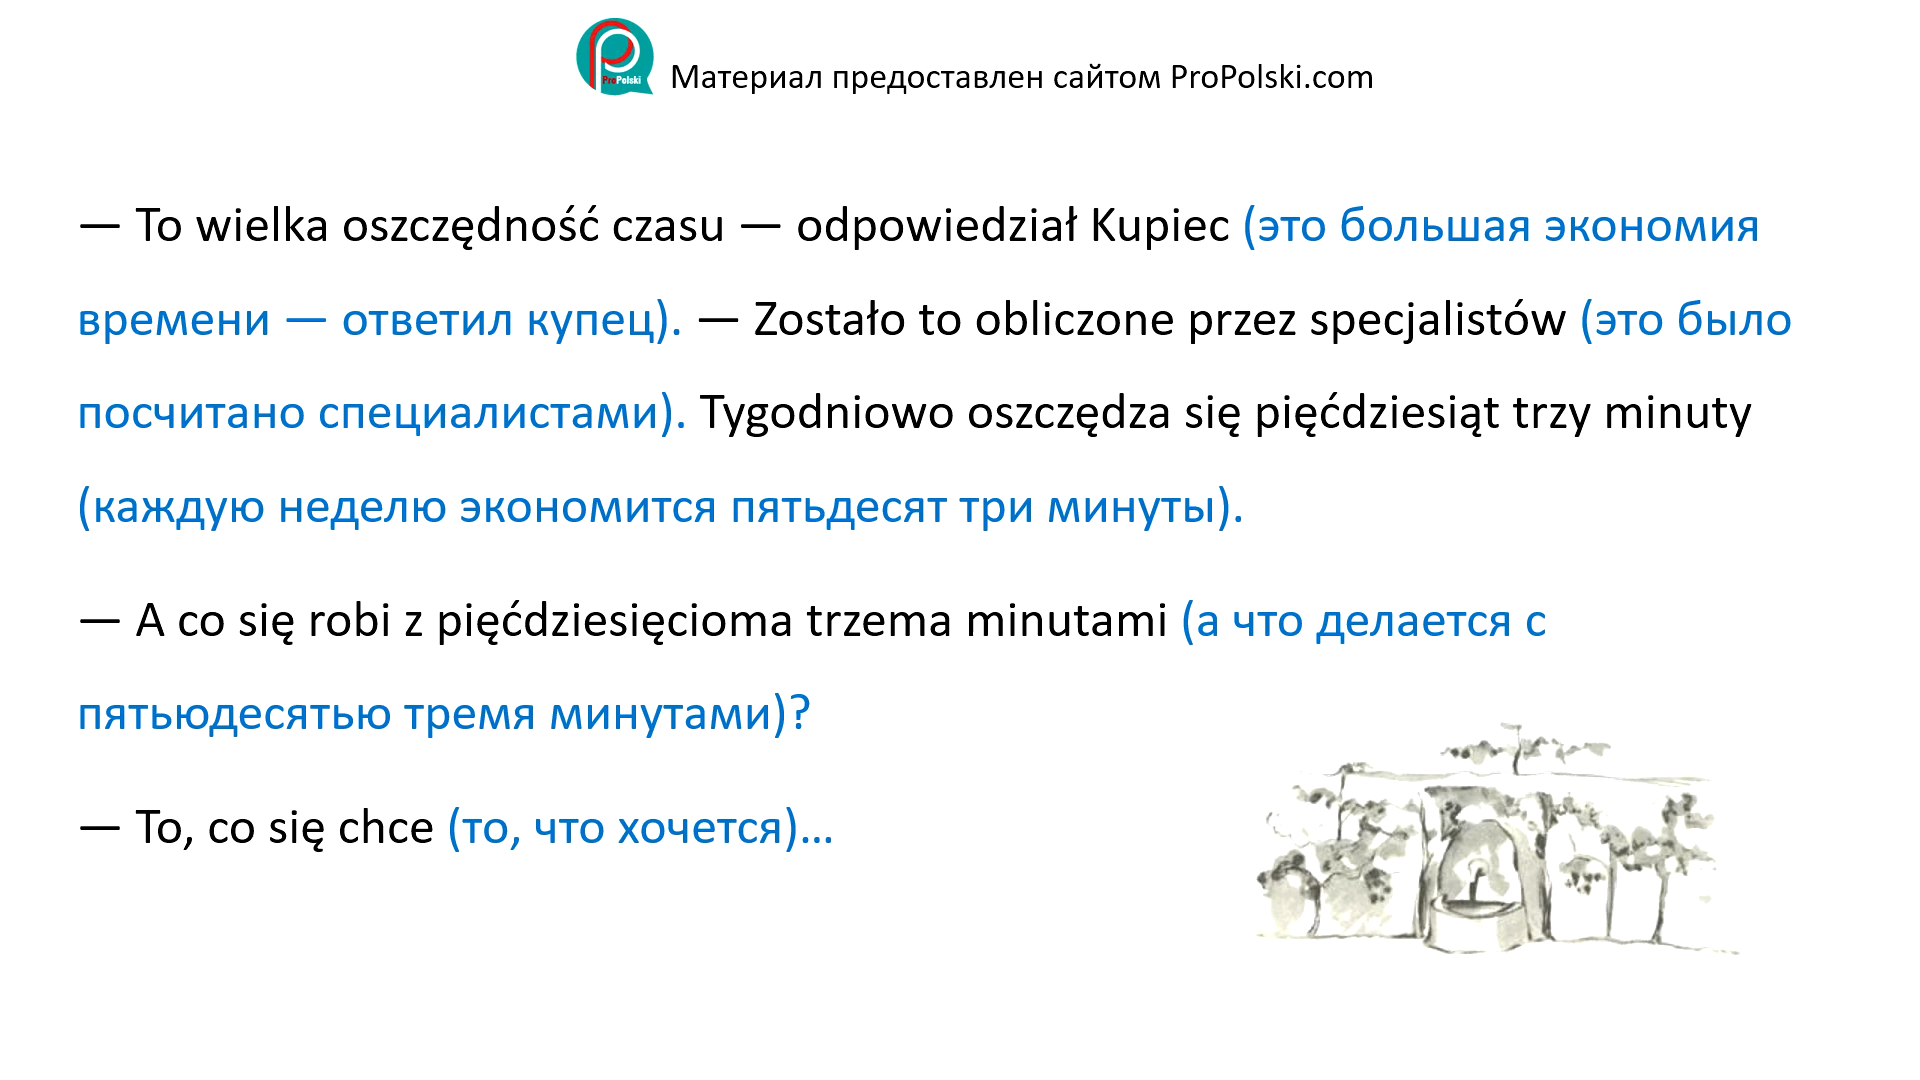 ProPolski
Материал предоставлен сайтом ProPolski.com
— To wielka oszczędność czasu — odpowiedział Kupiec (это большая экономия
времени — ответил купец). — Zostało to obliczone przez specjalistów (это было
посчитано специалистами). Tygodniowo oszczędza się pięćdziesiąt trzy minuty
(каждую неделю экономится пятьдесят три минуты).
— A co się robi z pięćdziesięcioma trzema minutami (а что делается с
пятьюдесятью тремя минутами)?
— To, co się chce (то, что хочется)…